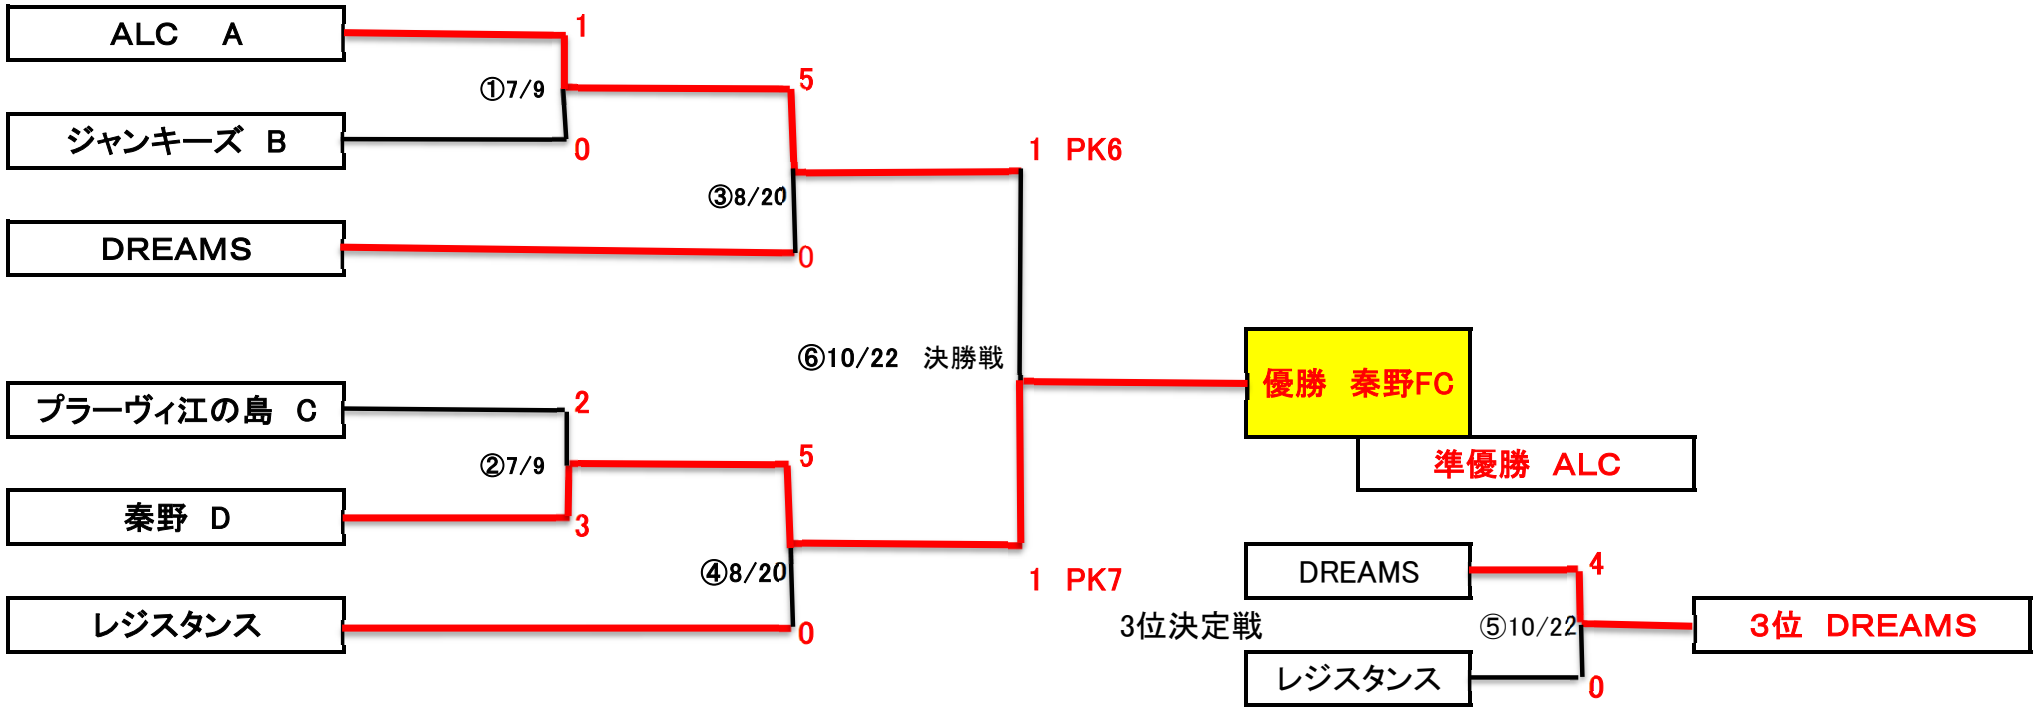 ALC　A
1
①7/9
5
ジャンキーズ　B
0
1　PK6
③8/20
DREAMS
0
⑥10/22　決勝戦
優勝　秦野FC
プラーヴィ江の島　C
2
準優勝　ALC
②7/9
5
秦野　D
3
④8/20
1　PK7
DREAMS
4
レジスタンス
0
3位決定戦
⑤10/22
3位　DREAMS
レジスタンス
0